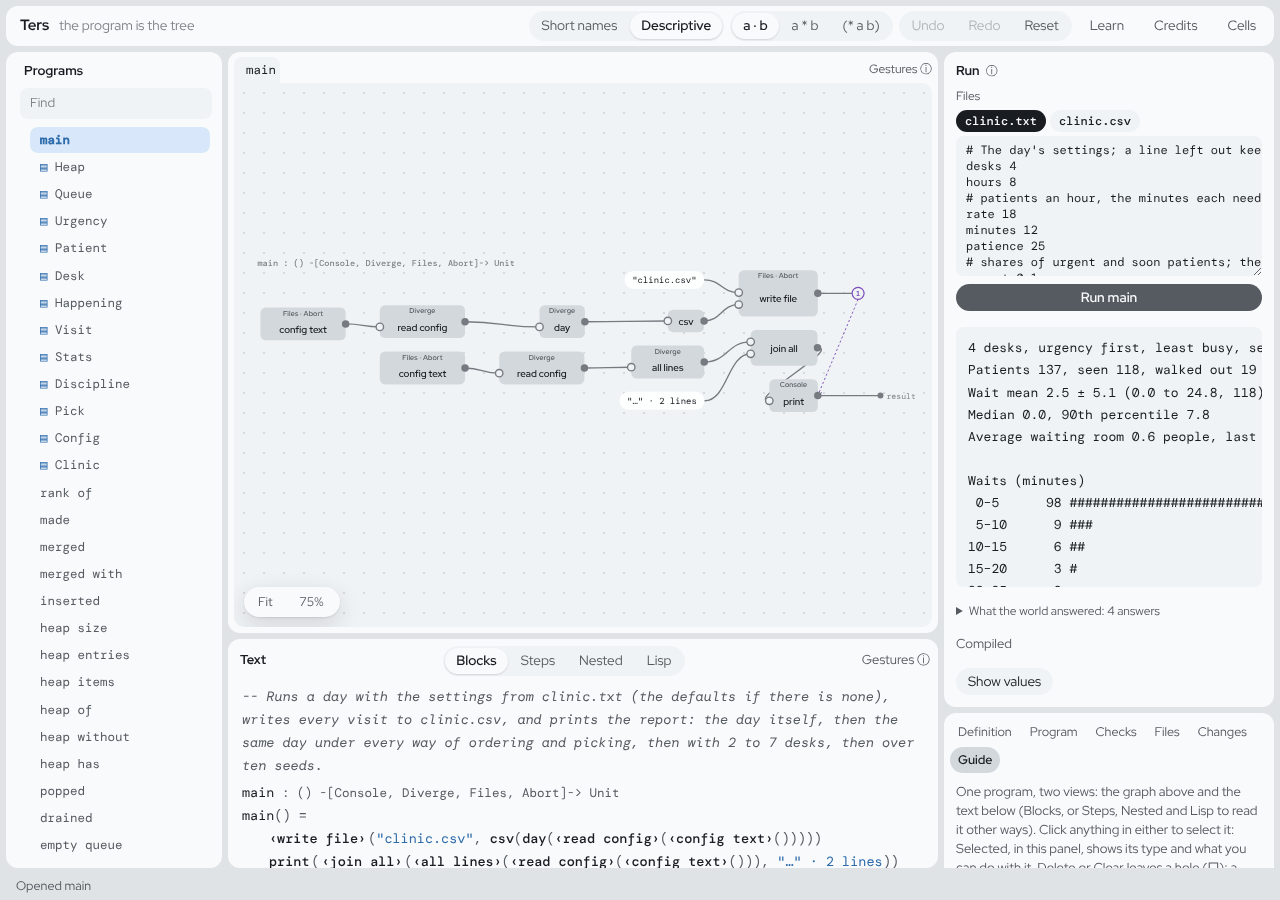 Ters the program is the tree
Short names Descriptive a · b a * b (* a b) Undo Redo Reset Learn Credits Cells
Programs
Find
main
Heap
Queue
Urgency
Patient
Desk
Happening
Visit
Stats
Discipline
Pick
Config
Clinic
rank of
made
merged
merged with
inserted
heap size
heap entries
heap items
heap of
heap without
heap has
popped
drained
empty queue
main
Gestures ⓘ
main : () -[Console, Diverge, Files, Abort]-> Unit
"clinic.csv"
Files · Abort
write file
1
Files · Abort
config text
Diverge
read config
Diverge
day
csv
Files · Abort
config text
Diverge
read config
Diverge
all lines
join all
"…" · 2 lines
Console
print
result
Fit 75%
Text
Blocks Steps Nested Lisp
Gestures ⓘ
-- Runs a day with the settings from clinic.txt (the defaults if there is none),
writes every visit to clinic.csv, and prints the report: the day itself, then the
same day under every way of ordering and picking, then with 2 to 7 desks, then over
ten seeds.
main : () -[Console, Diverge, Files, Abort]-> Unit
main() =
‹write file›("clinic.csv", csv(day(‹read config›(‹config text›()))))
print(‹join all›(‹all lines›(‹read config›(‹config text›())), "…" · 2 lines))
Run ⓘ
Files
clinic.txt clinic.csv
# The day's settings; a line left out kee
desks 4
hours 8
# patients an hour, the minutes each need
rate 18
minutes 12
patience 25
# shares of urgent and soon patients; the
Run main
4 desks, urgency first, least busy, se
Patients 137, seen 118, walked out 19
Wait mean 2.5 ± 5.1 (0.0 to 24.8, 118)
Median 0.0, 90th percentile 7.8
Average waiting room 0.6 people, last
Waits (minutes)
0–5 98 #########################
5–10 9 ###
10–15 6 ##
15–20 3 #
What the world answered: 4 answers
Compiled
Show values
Definition Program Checks Files Changes
Guide
One program, two views: the graph above and the
text below (Blocks, or Steps, Nested and Lisp to read
it other ways). Click anything in either to select it:
Selected, in this panel, shows its type and what you
can do with it. Delete or Clear leaves a hole (☐): a
Opened main